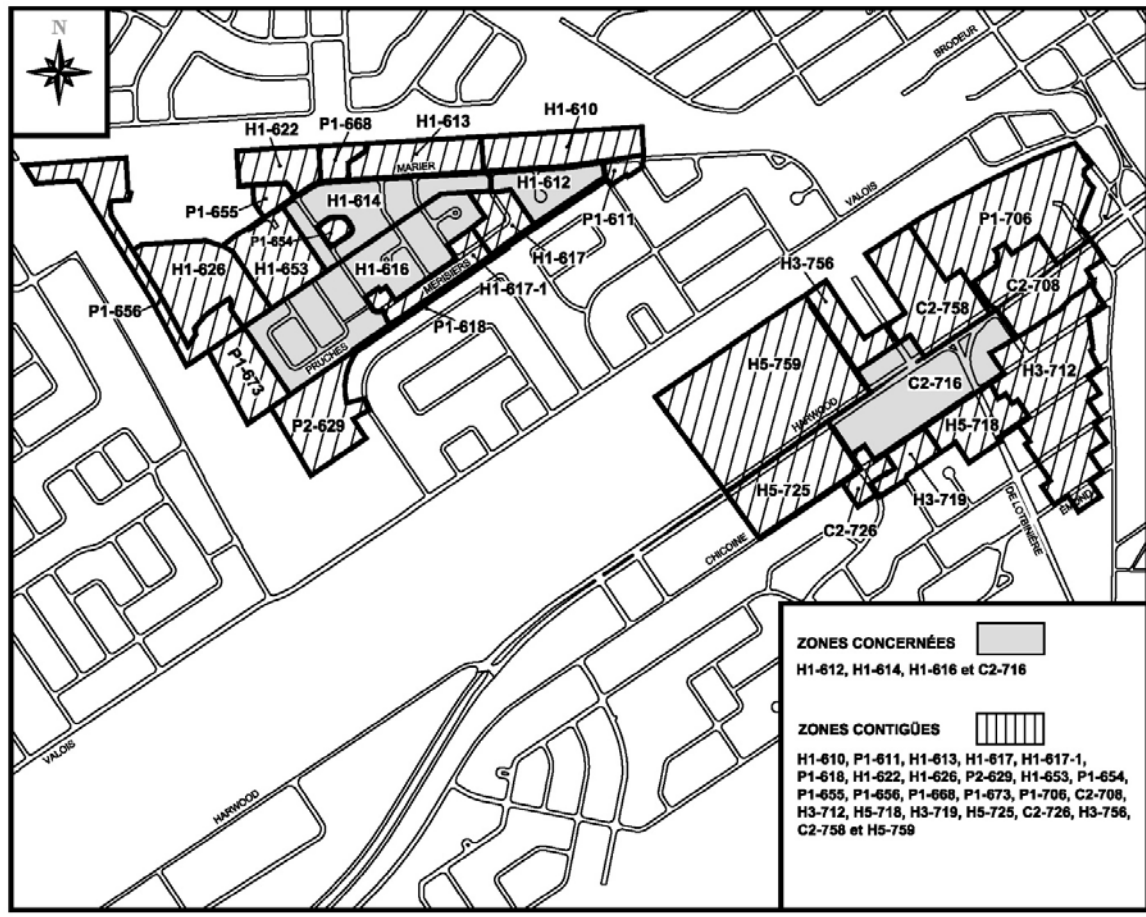 N
BRODEUR
H1-610
H1-613
P1-668
H1-622
MARIER
VALOIS
H1-612
H1-614
P1-655
P1-654
P1-611
P1-706
H1-626
H1-653
H1-616
MERISIERS
H1-617
H3-756
H1-617-1
C2-708
C2-758
P1-656
P1-618
PRUCHES
P1-673
H5-759
H3-712
C2-716
HARWOOD
P2-629
H5-718
H5-725
H3-719
ÉMOND
C2-726
DE LOTBINIÈRE
CHICOINE
VALOIS
HARWOOD
ZONES CONCERNÉES
H1-612, H1-614, H1-616 et C2-716
ZONES CONTIGÜES
H1-610, P1-611, H1-613, H1-617, H1-617-1,
P1-618, H1-622, H1-626, P2-629, H1-653, P1-654,
P1-655, P1-656, P1-668, P1-673, P1-706, C2-708,
H3-712, H5-718, H3-719, H5-725, C2-726, H3-756,
C2-758 et H5-759